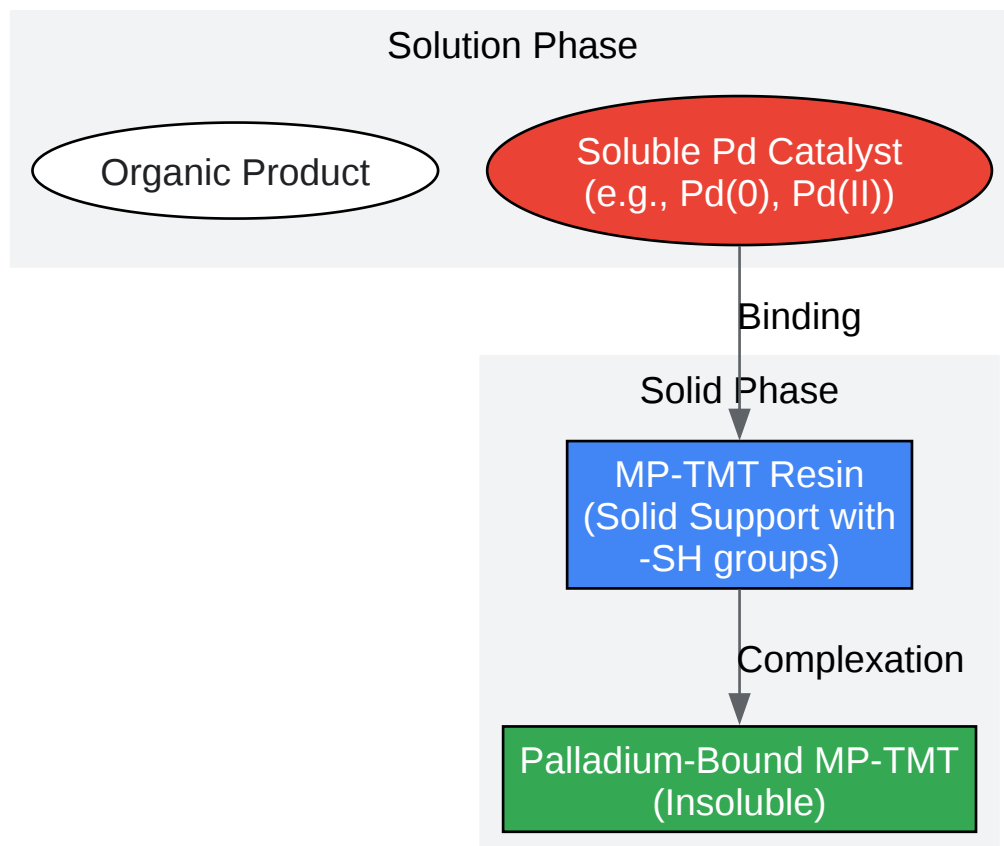 Solution Phase
Organic Product
Soluble Pd Catalyst
(e.g., Pd(0), Pd(II))
Binding
Solid Phase
MP-TMT Resin
(Solid Support with
-SH groups)
Complexation
Palladium-Bound MP-TMT
(Insoluble)